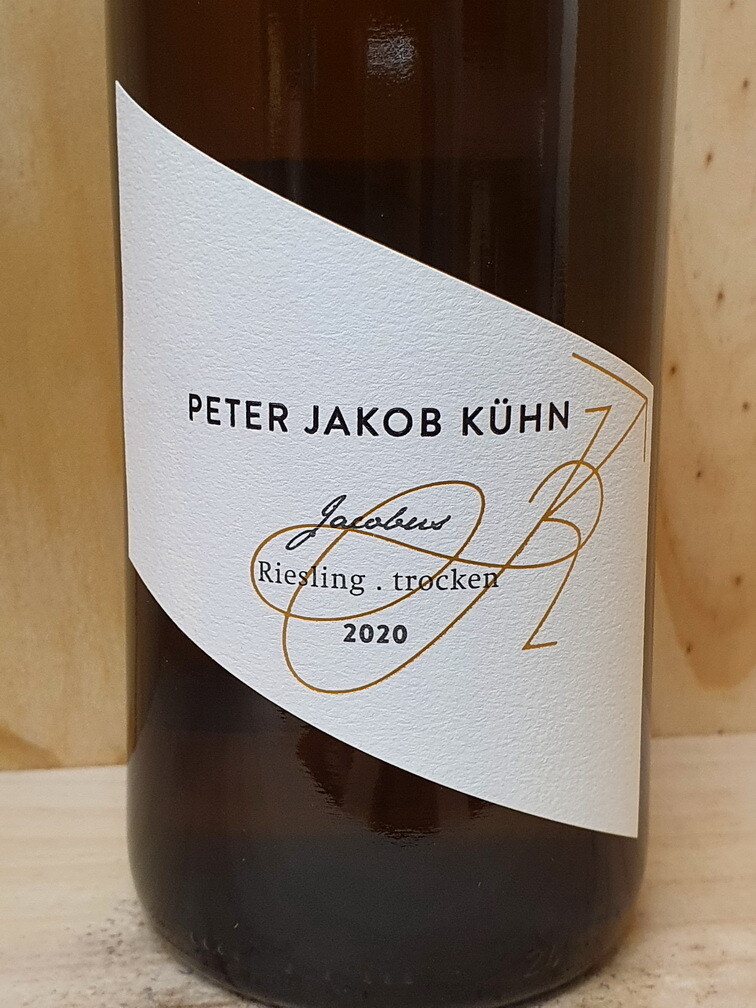 PETER JAKOB KÜHN
Jacobus
Riesling . trocken
2020